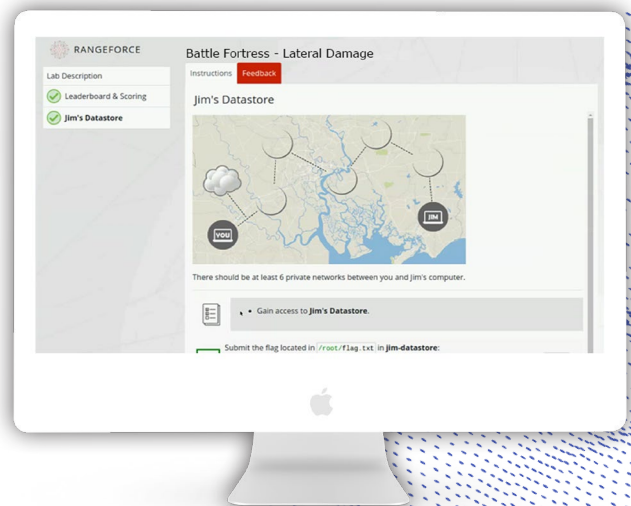 RANGEFORCE
Battle Fortress - Lateral Damage
Lab Description
Instructions Feedback
Leaderboard & Scoring
Jim's Datastore
Jim's Datastore
YOU
JIM
There should be at least 6 private networks between you and Jim's computer.
Gain access to Jim's Datastore.
Submit the flag located in /root/flag.txt in jim-datastore: